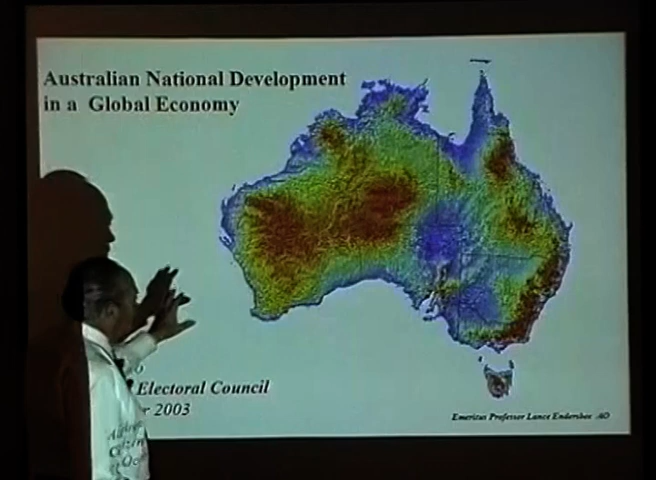 Australian National Development
in a Global Economy
Electoral Council
2003
Emeritus Professor Lance Endersbee AO